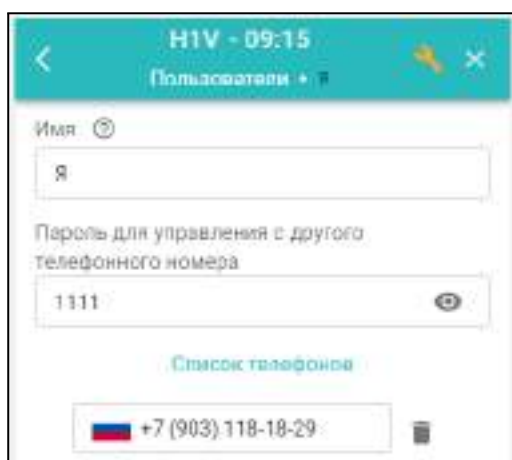 H1V - 09:15
Пользователи • Я
Имя
Я
Пароль для управления с другого
телефонного номера
1111
Список телефонов
+7 (903) 118-18-29